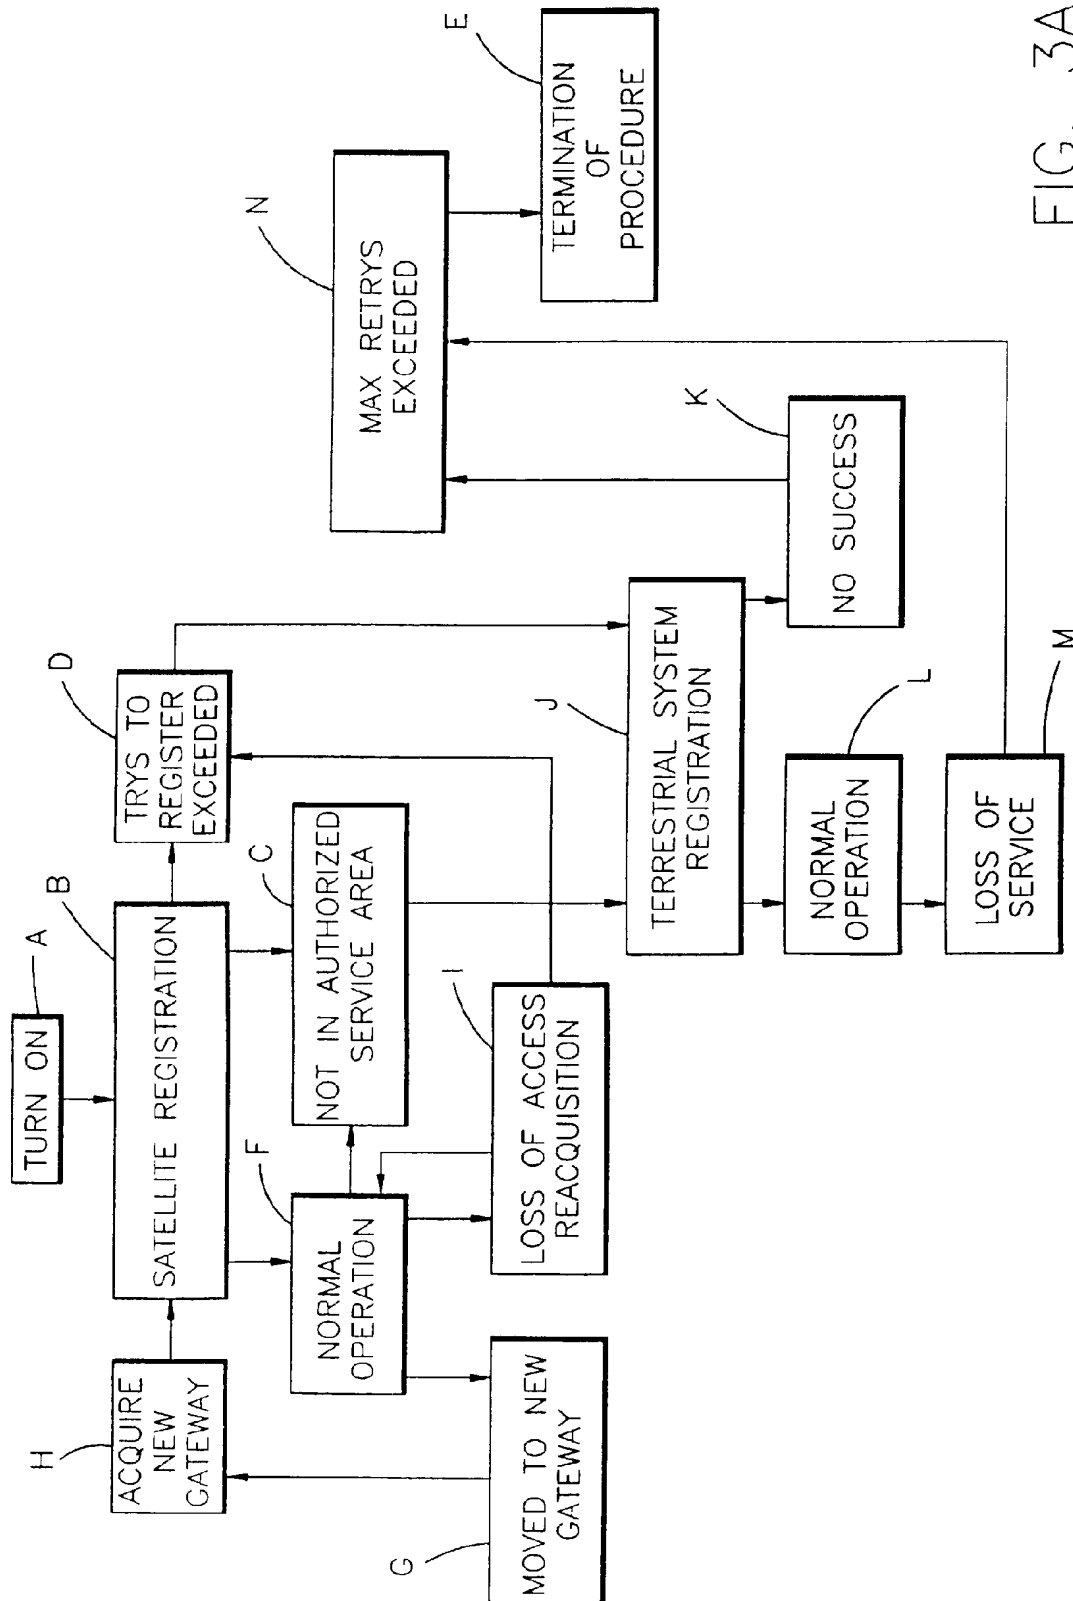 A
TURN ON
B
SATELLITE REGISTRATION
H
ACQUIRE
NEW
GATEWAY
D
TRYS TO
REGISTER
EXCEEDED
F
NORMAL
OPERATION
C
NOT IN AUTHORIZED
SERVICE AREA
G
MOVED TO NEW
GATEWAY
I
LOSS OF ACCESS
REACQUISITION
J
TERRESTRIAL SYSTEM
REGISTRATION
L
NORMAL
OPERATION
M
LOSS OF
SERVICE
K
NO SUCCESS
N
MAX RETRYS
EXCEEDED
E
TERMINATION
OF
PROCEDURE
FIG. 3A